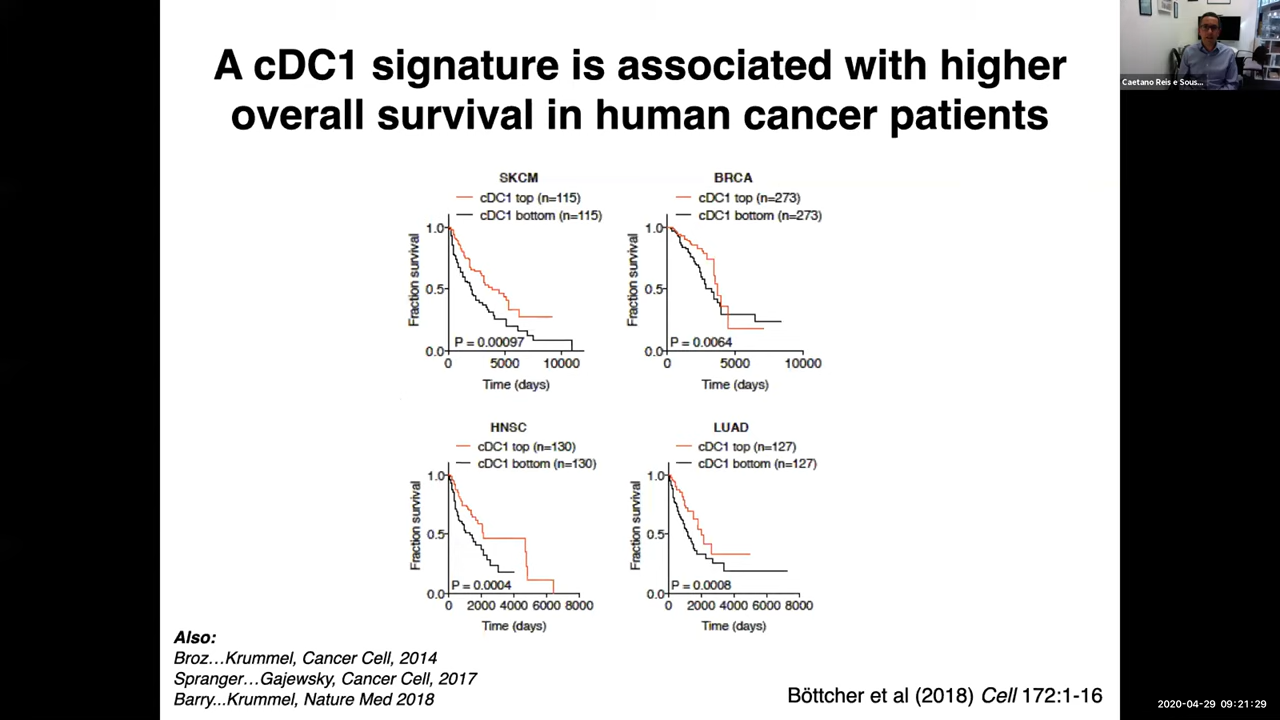 A cDC1 signature is associated with higher
overall survival in human cancer patients
Caetano Reis e Sous...
SKCM
cDC1 top (n=115)
cDC1 bottom (n=115)
1.0
0.5
0.0
Fraction survival
P = 0.00097
0 5000 10000
Time (days)
BRCA
cDC1 top (n=273)
cDC1 bottom (n=273)
1.0
0.5
0.0
Fraction survival
P = 0.0064
0 5000 10000
Time (days)
HNSC
cDC1 top (n=130)
cDC1 bottom (n=130)
1.0
0.5
0.0
Fraction survival
P = 0.0004
0 2000 4000 6000 8000
Time (days)
LUAD
cDC1 top (n=127)
cDC1 bottom (n=127)
1.0
0.5
0.0
Fraction survival
P = 0.0008
0 2000 4000 6000 8000
Time (days)
Also:
Broz...Krummel, Cancer Cell, 2014
Spranger...Gajewsky, Cancer Cell, 2017
Barry...Krummel, Nature Med 2018
Böttcher et al (2018) Cell 172:1-16
2020-04-29 09:21:29